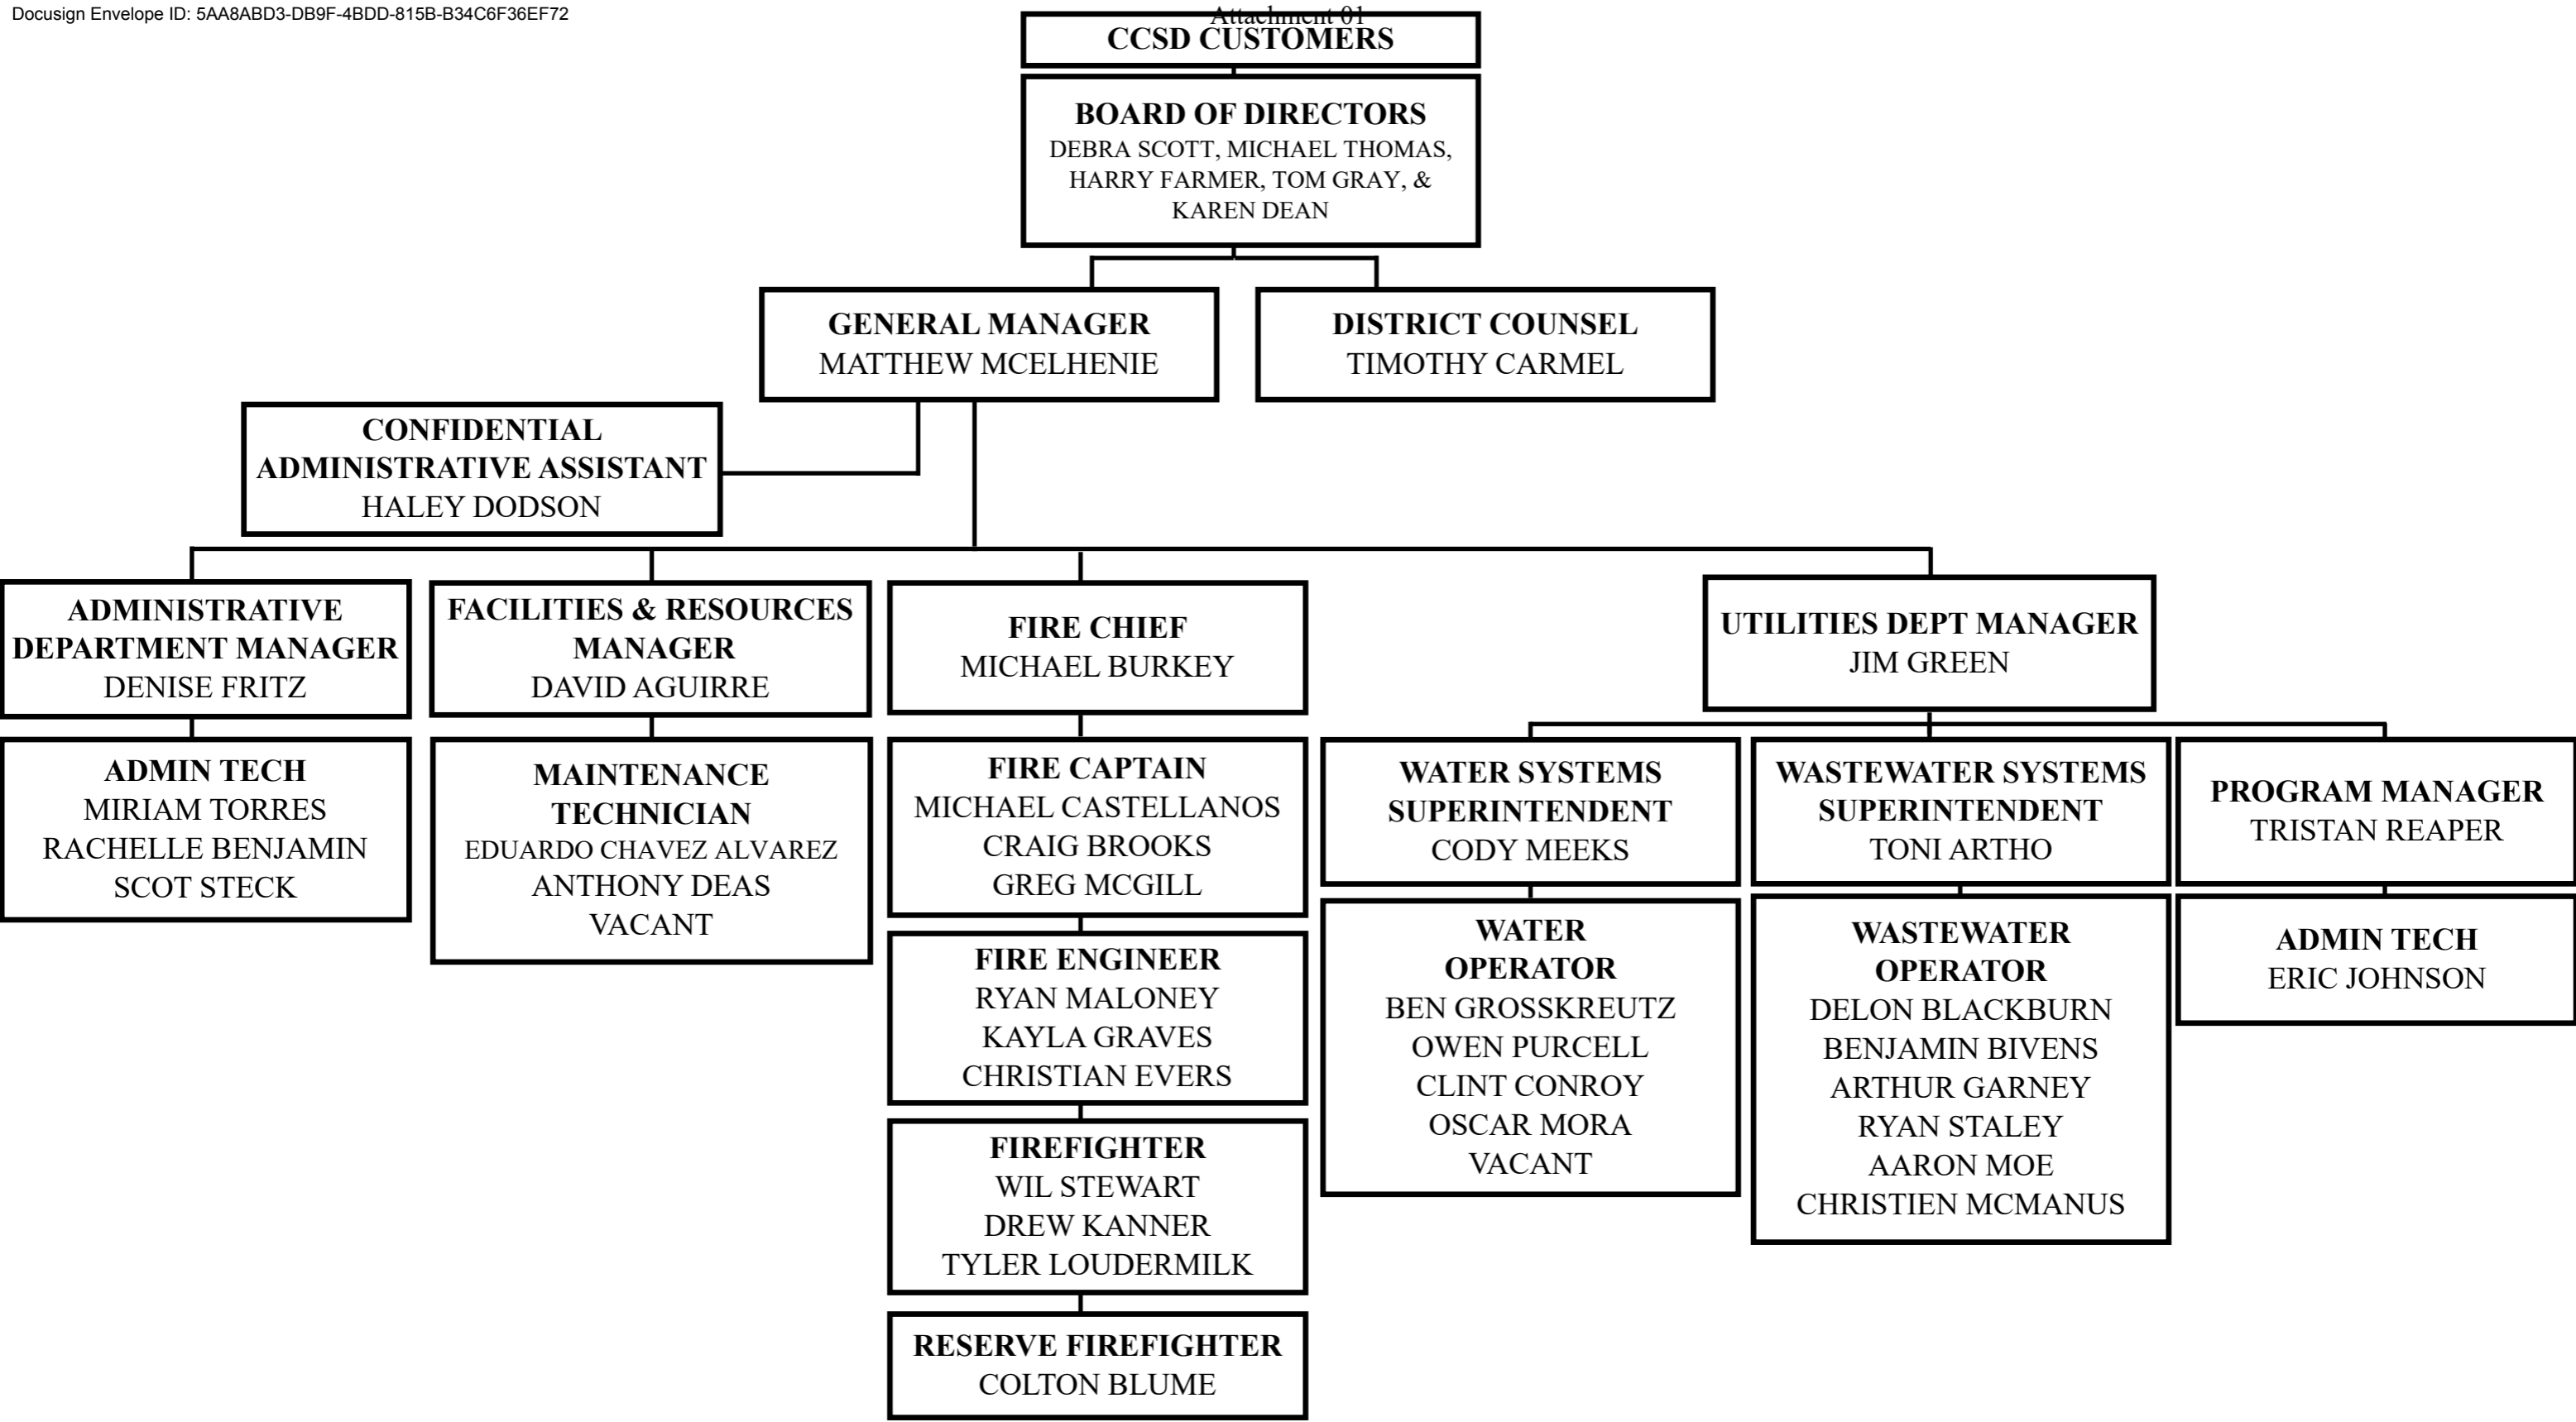 Docusign Envelope ID: 5AA8ABD3-DB9F-4BDD-815B-B34C6F36EF72
Attachment 01
CCSD CUSTOMERS
BOARD OF DIRECTORS
DEBRA SCOTT, MICHAEL THOMAS,
HARRY FARMER, TOM GRAY, &
KAREN DEAN
GENERAL MANAGER
MATTHEW MCELHENIE
DISTRICT COUNSEL
TIMOTHY CARMEL
CONFIDENTIAL
ADMINISTRATIVE ASSISTANT
HALEY DODSON
ADMINISTRATIVE
DEPARTMENT MANAGER
DENISE FRITZ
FACILITIES & RESOURCES
MANAGER
DAVID AGUIRRE
FIRE CHIEF
MICHAEL BURKEY
UTILITIES DEPT MANAGER
JIM GREEN
ADMIN TECH
MIRIAM TORRES
RACHELLE BENJAMIN
SCOT STECK
MAINTENANCE
TECHNICIAN
EDUARDO CHAVEZ ALVAREZ
ANTHONY DEAS
VACANT
FIRE CAPTAIN
MICHAEL CASTELLANOS
CRAIG BROOKS
GREG MCGILL
WATER SYSTEMS
SUPERINTENDENT
CODY MEEKS
WASTEWATER SYSTEMS
SUPERINTENDENT
TONI ARTHO
PROGRAM MANAGER
TRISTAN REAPER
FIRE ENGINEER
RYAN MALONEY
KAYLA GRAVES
CHRISTIAN EVERS
WATER
OPERATOR
BEN GROSSKREUTZ
OWEN PURCELL
CLINT CONROY
OSCAR MORA
VACANT
WASTEWATER
OPERATOR
DELON BLACKBURN
BENJAMIN BIVENS
ARTHUR GARNEY
RYAN STALEY
AARON MOE
CHRISTIEN MCMANUS
ADMIN TECH
ERIC JOHNSON
FIREFIGHTER
WIL STEWART
DREW KANNER
TYLER LOUDERMILK
RESERVE FIREFIGHTER
COLTON BLUME